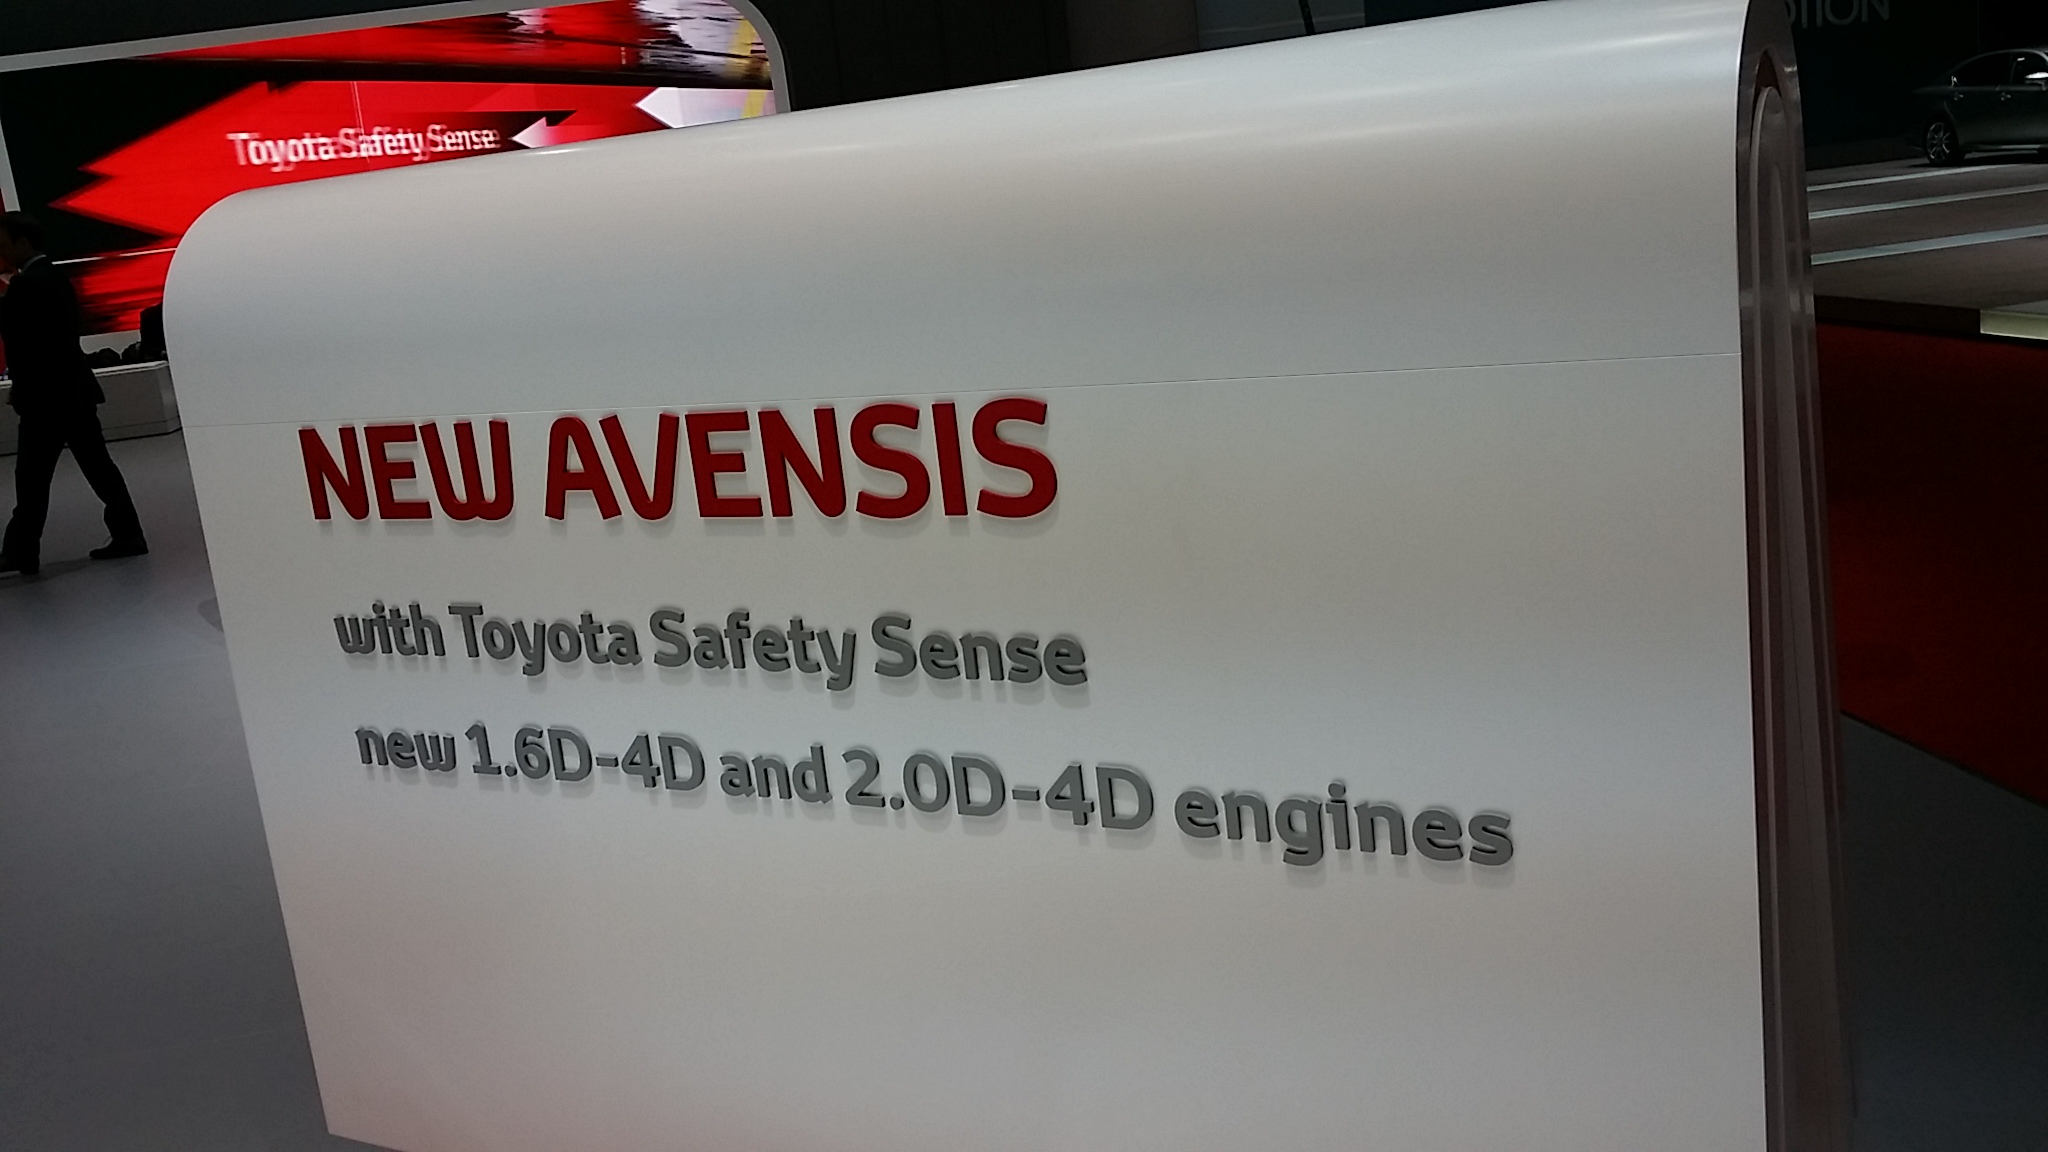 Toyota Safety Sense
NEW AVENSIS
with Toyota Safety Sense
new 1.6D-4D and 2.0D-4D engines